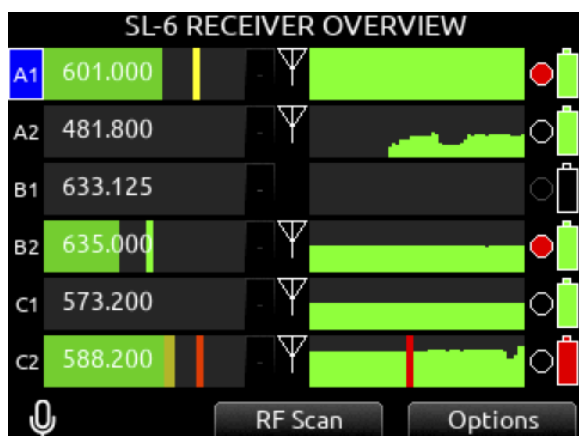 SL-6 RECEIVER OVERVIEW
A1 601.000 -
A2 481.800 -
B1 633.125 -
B2 635.000 -
C1 573.200 -
C2 588.200 -
RF Scan Options